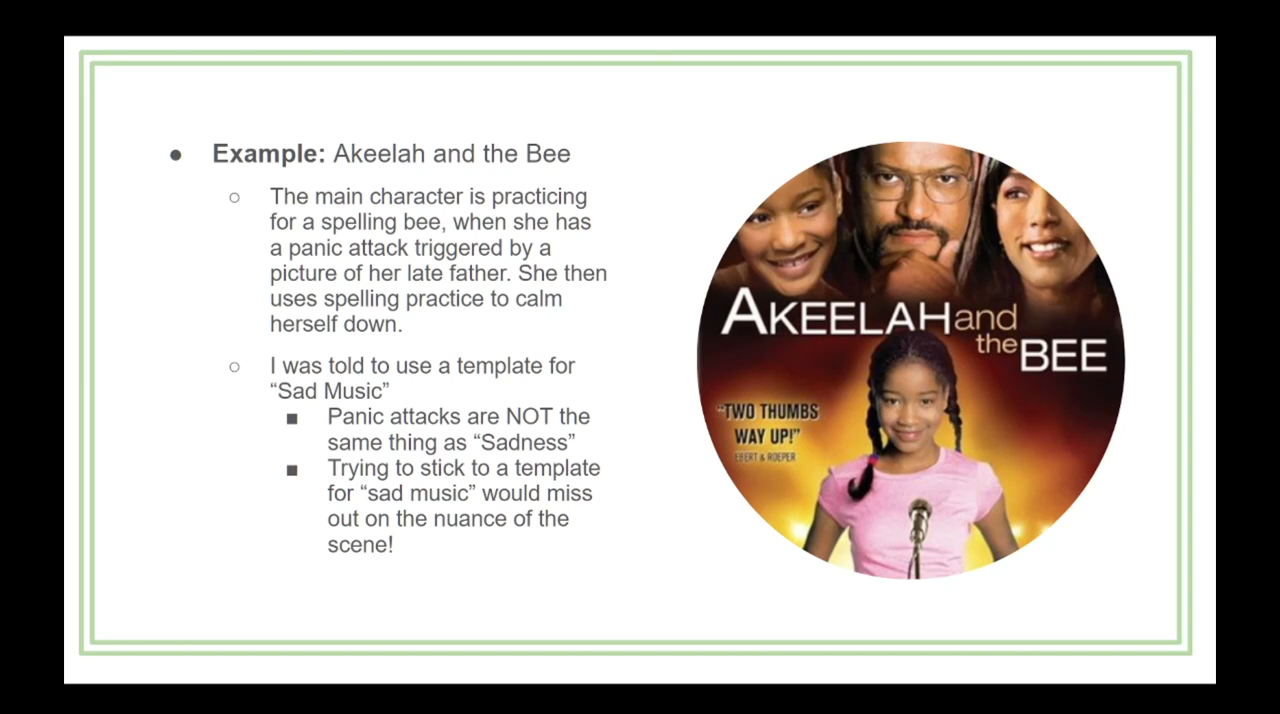 ● Example: Akeelah and the Bee
○ The main character is practicing
for a spelling bee, when she has
a panic attack triggered by a
picture of her late father. She then
uses spelling practice to calm
herself down.
○ I was told to use a template for
“Sad Music”
■ Panic attacks are NOT the
same thing as “Sadness”
■ Trying to stick to a template
for “sad music” would miss
out on the nuance of the
scene!
AKEELAH and
the BEE
“TWO THUMBS
WAY UP!”
EBERT & ROEPER